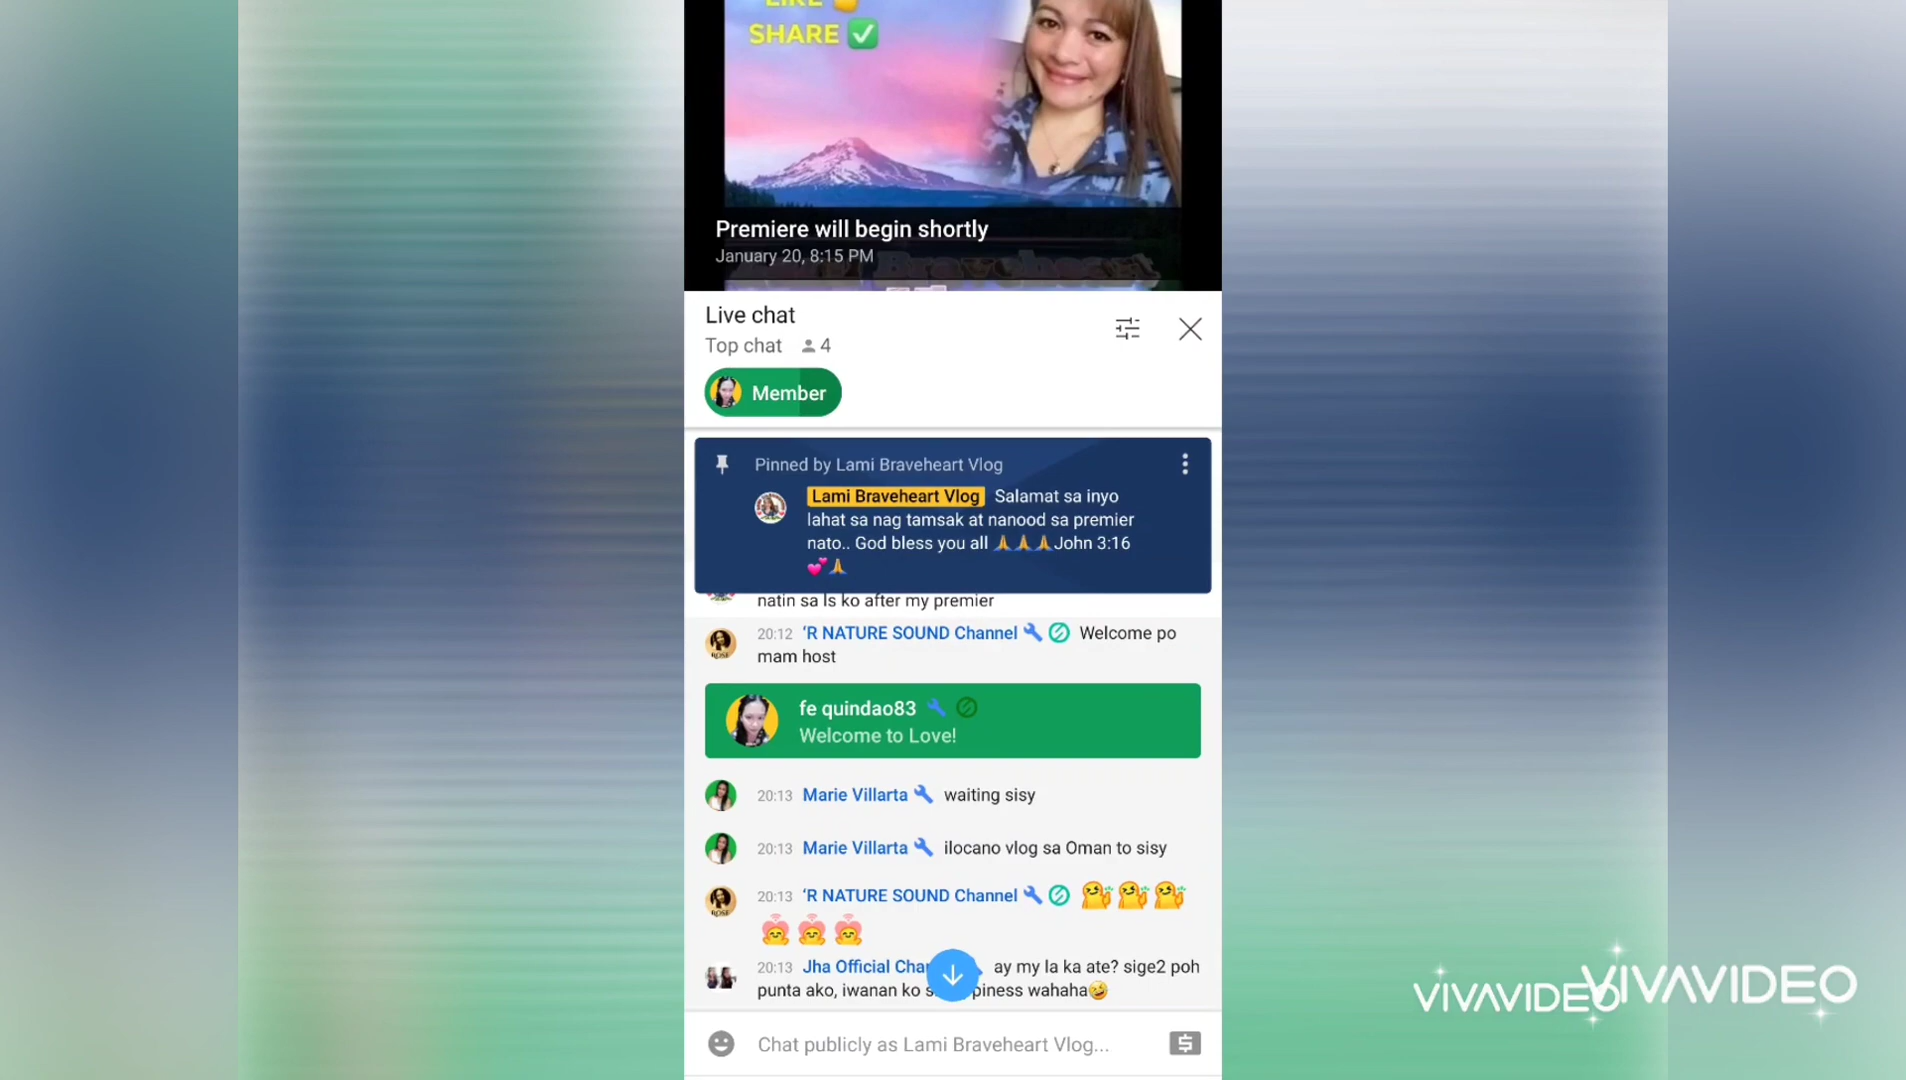 LIKE
SHARE
Premiere will begin shortly
January 20, 8:15 PM
Live chat
Top chat 4
Member
Pinned by Lami Braveheart Vlog
Lami Braveheart Vlog Salamat sa inyo
lahat sa nag tamsak at nanood sa premier
nato.. God bless you all 🙏🙏🙏John 3:16
💕🙏
natin sa ls ko after my premier
20:12 ‘R NATURE SOUND Channel Welcome po
mam host
fe quindao83
Welcome to Love!
20:13 Marie Villarta waiting sisy
20:13 Marie Villarta ilocano vlog sa Oman to sisy
20:13 ‘R NATURE SOUND Channel
20:13 Jha Official ay my la ka ate? sige2 poh
punta ako, iwanan ko wahaha🤣
Chat publicly as Lami Braveheart Vlog...
VIVAVIDEO VIVAVIDEO